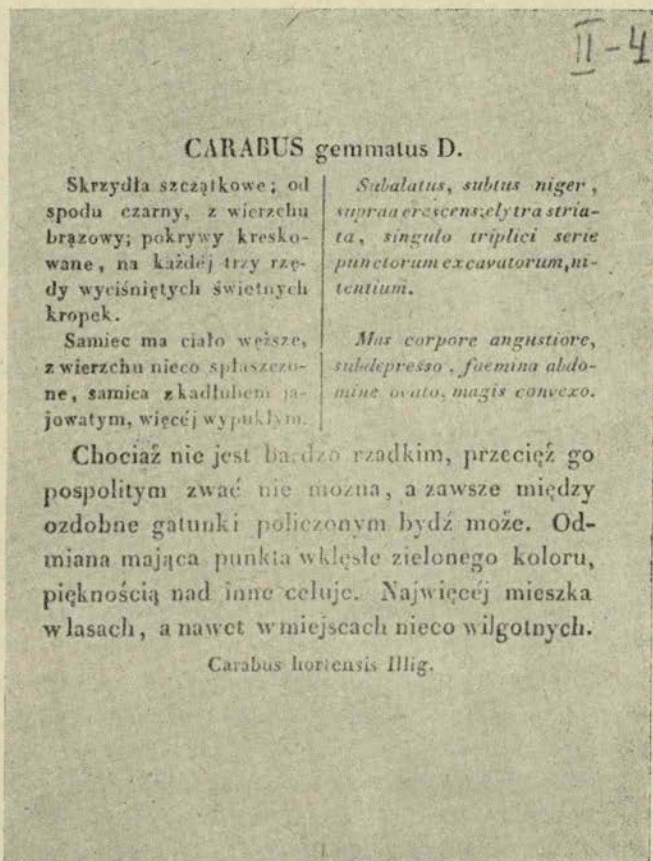 II-4
CARABUS gemmatus D.
Skrzydła szczątkowe; od
spodu czarny, z wierzchu
brązowy; pokrywy kresko-
wane, na każdéj trzy rzę-
dy wyciśniętych świetnych
kropek.
Samiec ma ciało węższe,
z wierzchu nieco spłaszczo-
ne, samica z kadłubem ja-
jowatym, więcéj wypukłym.
Subalatus, subtus niger,
supra aerescens; elytra stria-
ta, singulo triplici serie
punctorum excavatorum, ni-
tentium.
Mas corpore angustiore,
subdepresso, faemina abdo-
mine ovato, magis convexo.
Chociaż nie jest bardzo rzadkim, przecięż go
pospolitym zwać nie można, a zawsze między
ozdobne gatunki policzonym bydź może. Od-
miana mająca punkta wklęsłe zielonego koloru,
pięknością nad inne celuje. Najwięcéj mieszka
w lasach, a nawet w miejscach nieco wilgotnych.
Carabus hortensis Illig.